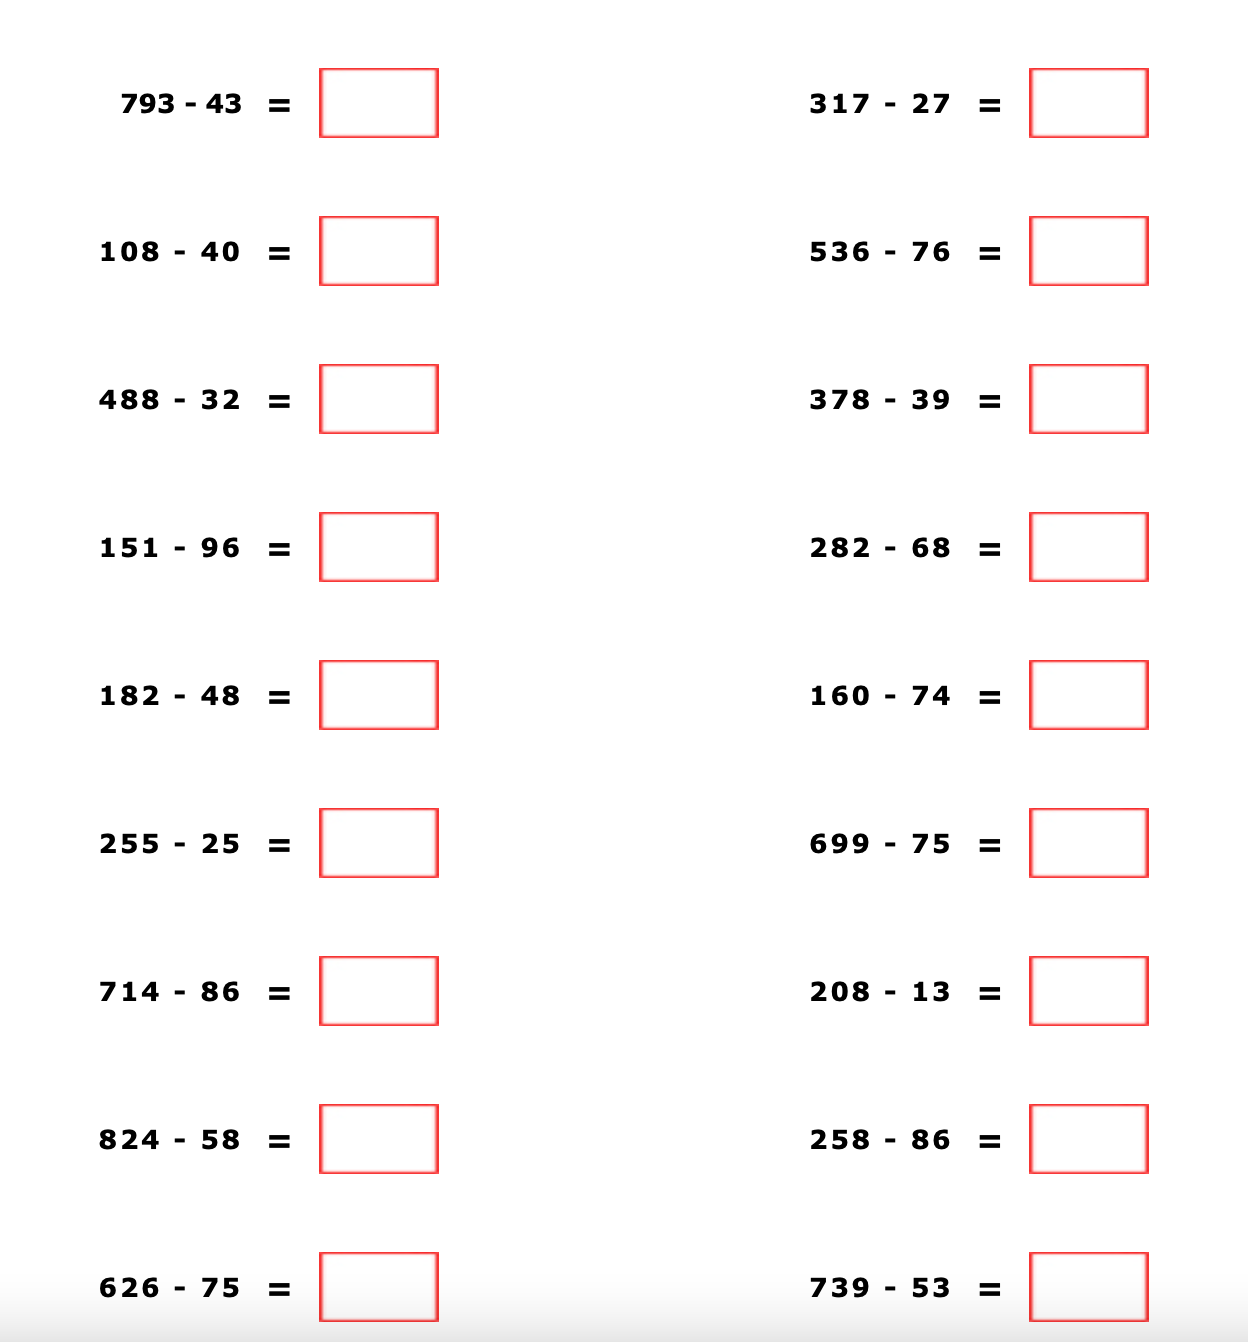 793 - 43 = 317 - 27 =
108 - 40 = 536 - 76 =
488 - 32 = 378 - 39 =
151 - 96 = 282 - 68 =
182 - 48 = 160 - 74 =
255 - 25 = 699 - 75 =
714 - 86 = 208 - 13 =
824 - 58 = 258 - 86 =
626 - 75 = 739 - 53 =